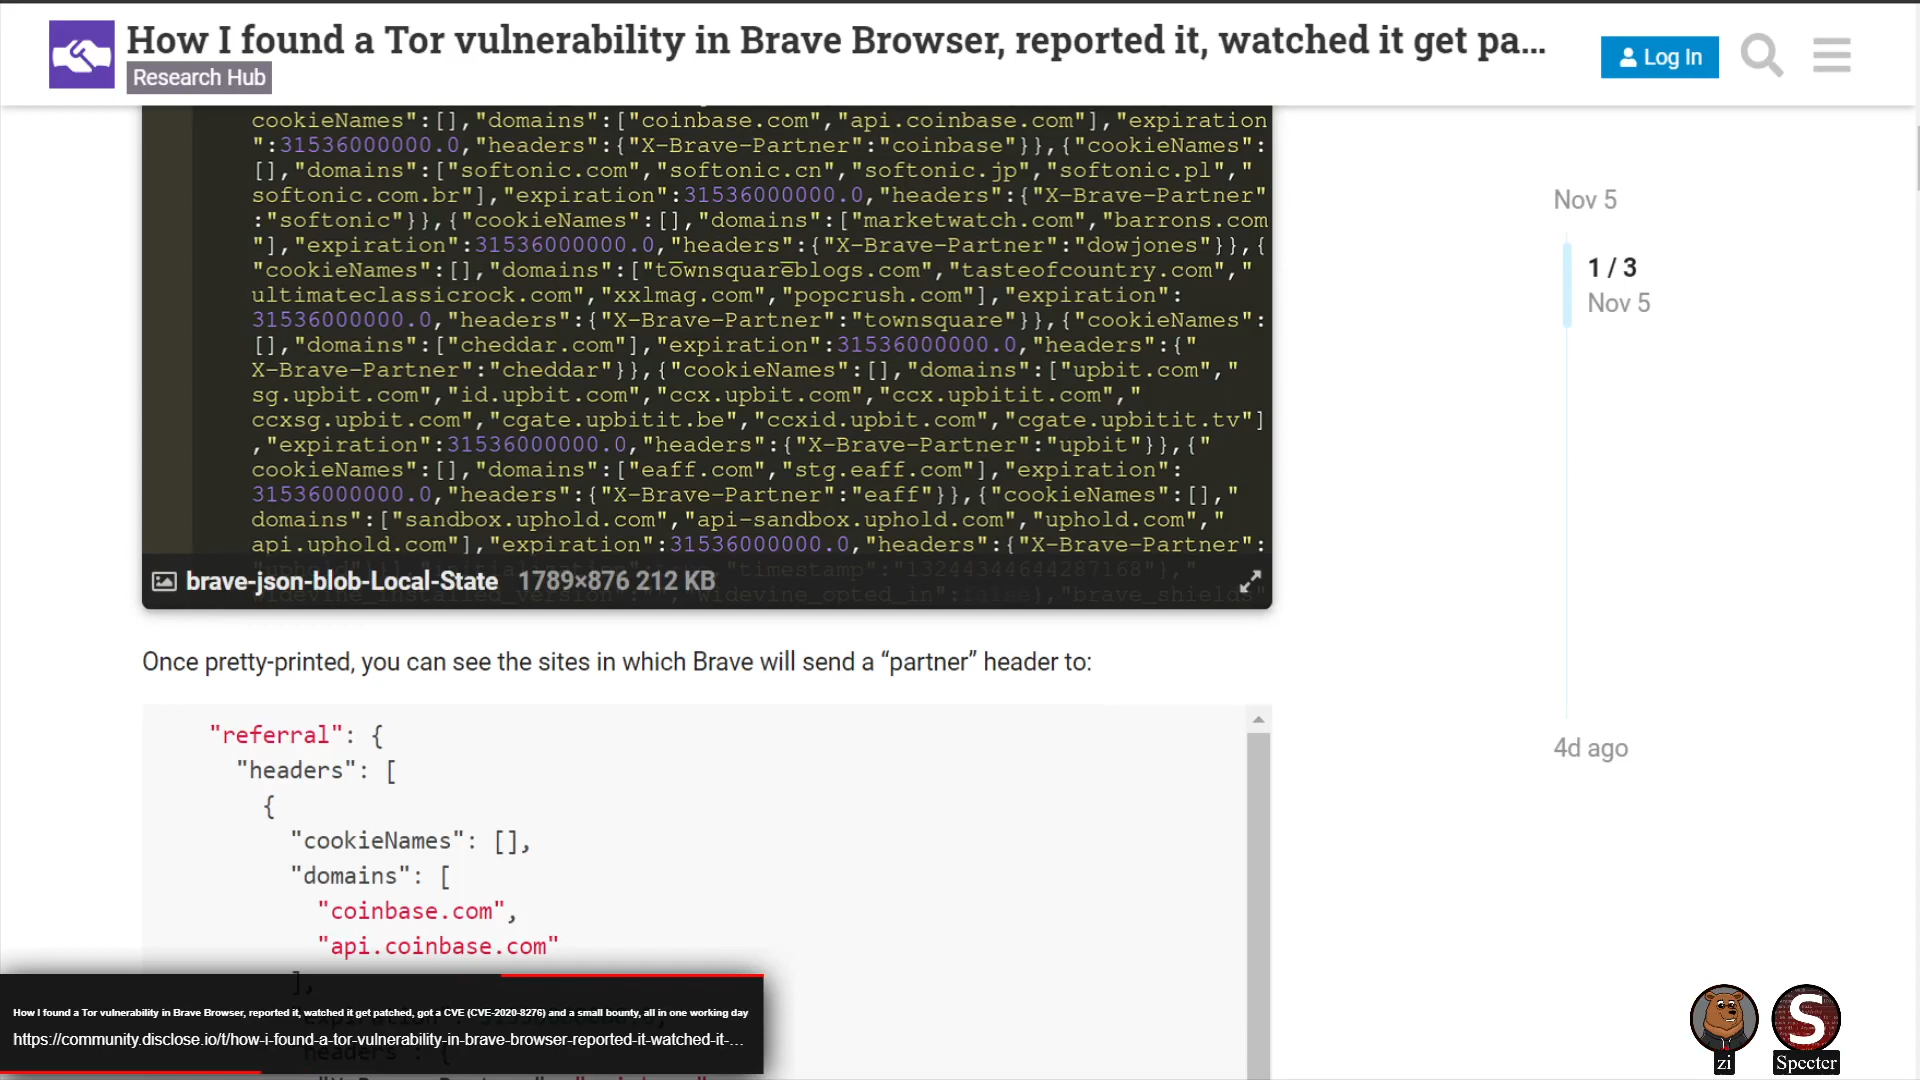 How I found a Tor vulnerability in Brave Browser, reported it, watched it get pa...
Research Hub
Log In
cookieNames":[],"domains":["coinbase.com","api.coinbase.com"],"expiration
":31536000000.0,"headers":{"X-Brave-Partner":"coinbase"}},{"cookieNames":
[],"domains":["softonic.com","softonic.cn","softonic.jp","softonic.pl","
softonic.com.br"],"expiration":31536000000.0,"headers":{"X-Brave-Partner"
:"softonic"}},{"cookieNames":[],"domains":["marketwatch.com","barrons.com
"],"expiration":31536000000.0,"headers":{"X-Brave-Partner":"dowjones"}},{
"cookieNames":[],"domains":["townsquareblogs.com","tasteofcountry.com","
ultimateclassicrock.com","xxlmag.com","popcrush.com"],"expiration":
31536000000.0,"headers":{"X-Brave-Partner":"townsquare"}},{"cookieNames":
[],"domains":["cheddar.com"],"expiration":31536000000.0,"headers":{"
X-Brave-Partner":"cheddar"}},{"cookieNames":[],"domains":["upbit.com","
sg.upbit.com","id.upbit.com","ccx.upbit.com","ccx.upbitit.com","
ccxsg.upbit.com","cgate.upbitit.be","ccxid.upbit.com","cgate.upbitit.tv"]
,"expiration":31536000000.0,"headers":{"X-Brave-Partner":"upbit"}},{"
cookieNames":[],"domains":["eaff.com","stg.eaff.com"],"expiration":
31536000000.0,"headers":{"X-Brave-Partner":"eaff"}},{"cookieNames":[],"
domains":["sandbox.uphold.com","api-sandbox.uphold.com","uphold.com","
api.uphold.com"],"expiration":31536000000.0,"headers":{"X-Brave-Partner":
"timestamp":"13244344644287168"},"
widevine_installed_version":"","widevine_opted_in":false},"brave_shields"
brave-json-blob-Local-State 1789×876 212 KB
Once pretty-printed, you can see the sites in which Brave will send a “partner” header to:
"referral": {
"headers": [
{
"cookieNames": [],
"domains": [
"coinbase.com",
"api.coinbase.com"
],
"headers": {
Nov 5
1 / 3
Nov 5
4d ago
How I found a Tor vulnerability in Brave Browser, reported it, watched it get patched, got a CVE (CVE-2020-8276) and a small bounty, all in one working day
https://community.disclose.io/t/how-i-found-a-tor-vulnerability-in-brave-browser-reported-it-watched-it-...
zi
S
Specter